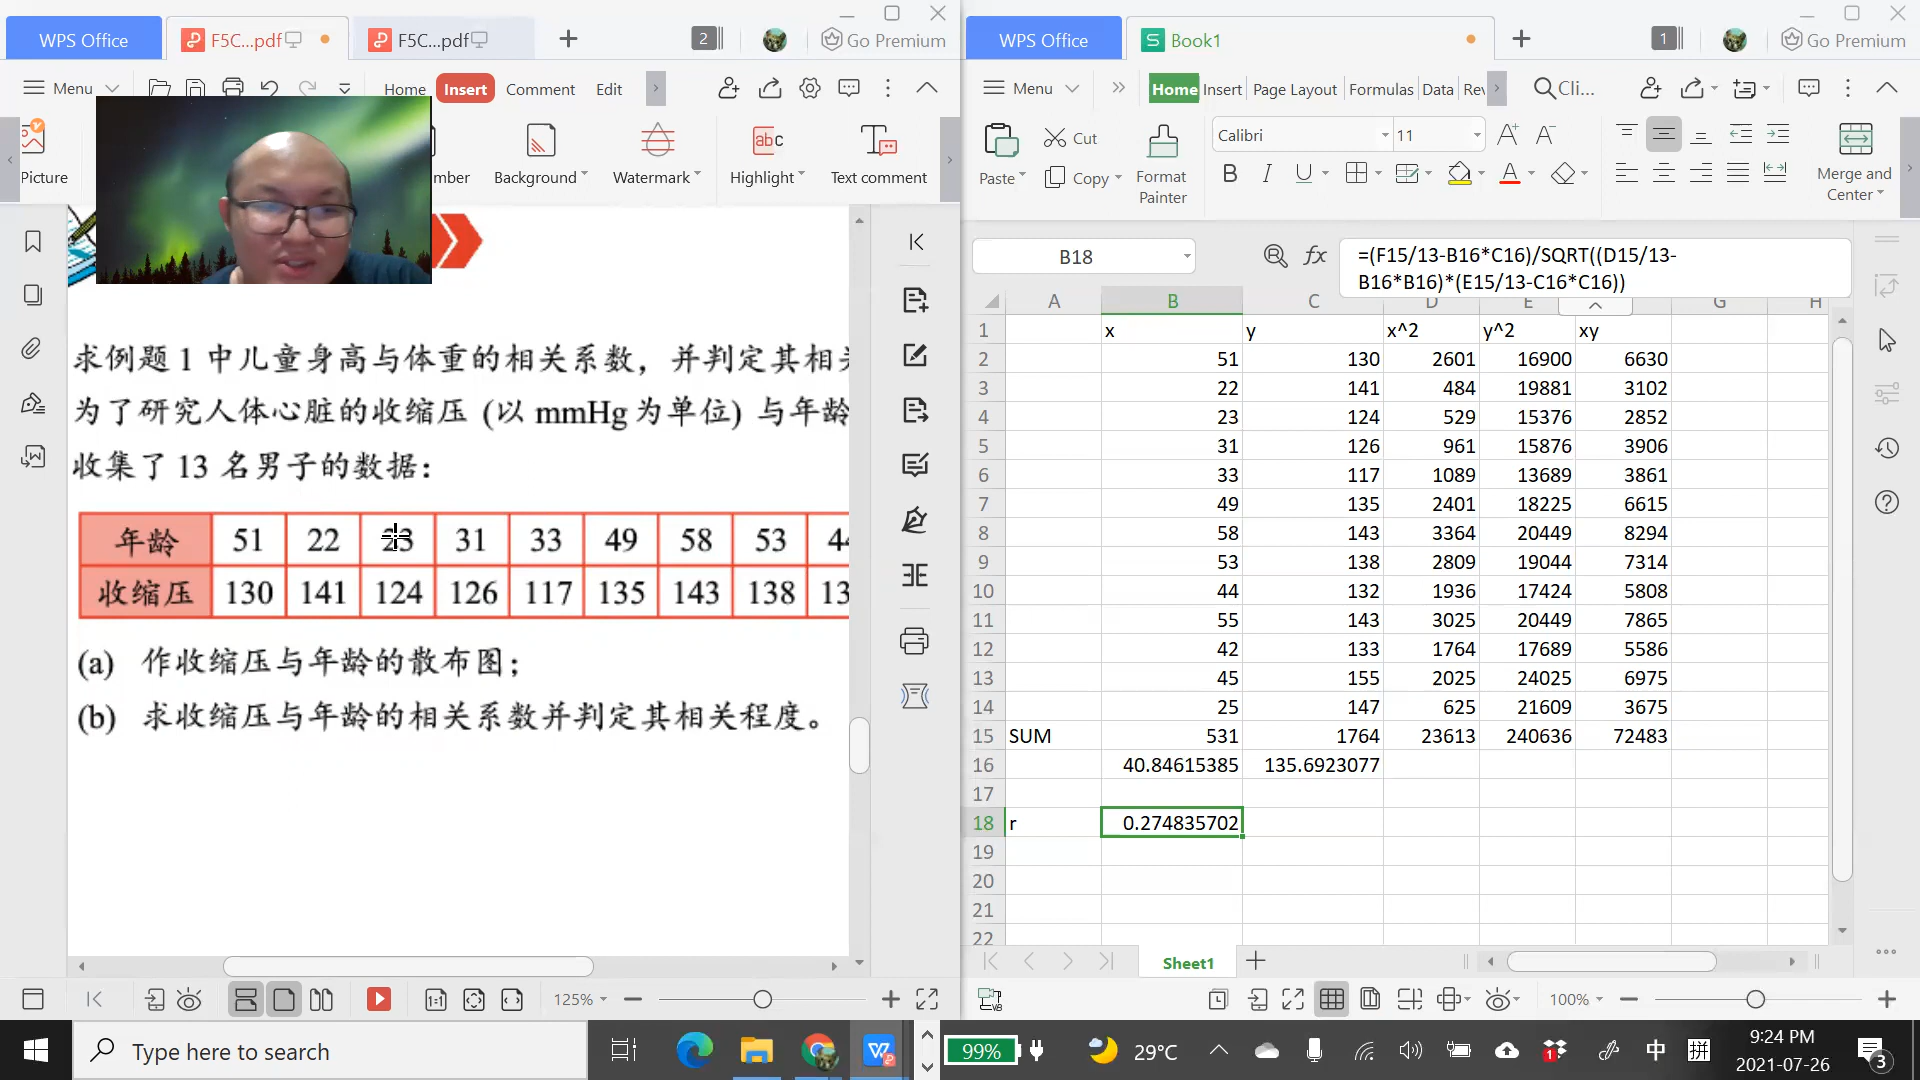 WPS Office
F5C...pdf
F5C...pdf
2
Go Premium
Menu
Home
Insert
Comment
Edit
Picture
mber
Background
Watermark
Highlight
Text comment
求例题 1 中儿童身高与体重的相关系数，并判定其相
为了研究人体心脏的收缩压 (以 mmHg 为单位) 与年龄
收集了 13 名男子的数据：
年龄 51 22 23 31 33 49 58 53 44
收缩压 130 141 124 126 117 135 143 138 13
(a) 作收缩压与年龄的散布图；
(b) 求收缩压与年龄的相关系数并判定其相关程度。
125%
WPS Office
Book1
1
Go Premium
Menu
Home
Insert
Page Layout
Formulas
Data
Re
Cli...
Paste
Cut
Copy
Format
Painter
Calibri
11
Merge and
Center
B18
=(F15/13-B16*C16)/SQRT((D15/13-
B16*B16)*(E15/13-C16*C16))
A B C D E G H
1 x y x^2 y^2 xy
2 51 130 2601 16900 6630
3 22 141 484 19881 3102
4 23 124 529 15376 2852
5 31 126 961 15876 3906
6 33 117 1089 13689 3861
7 49 135 2401 18225 6615
8 58 143 3364 20449 8294
9 53 138 2809 19044 7314
10 44 132 1936 17424 5808
11 55 143 3025 20449 7865
12 42 133 1764 17689 5586
13 45 155 2025 24025 6975
14 25 147 625 21609 3675
15 SUM 531 1764 23613 240636 72483
16 40.84615385 135.6923077
17
18 r 0.274835702
19
20
21
22
Sheet1
100%
Type here to search
99%
29°C
中
拼
9:24 PM
2021-07-26
3